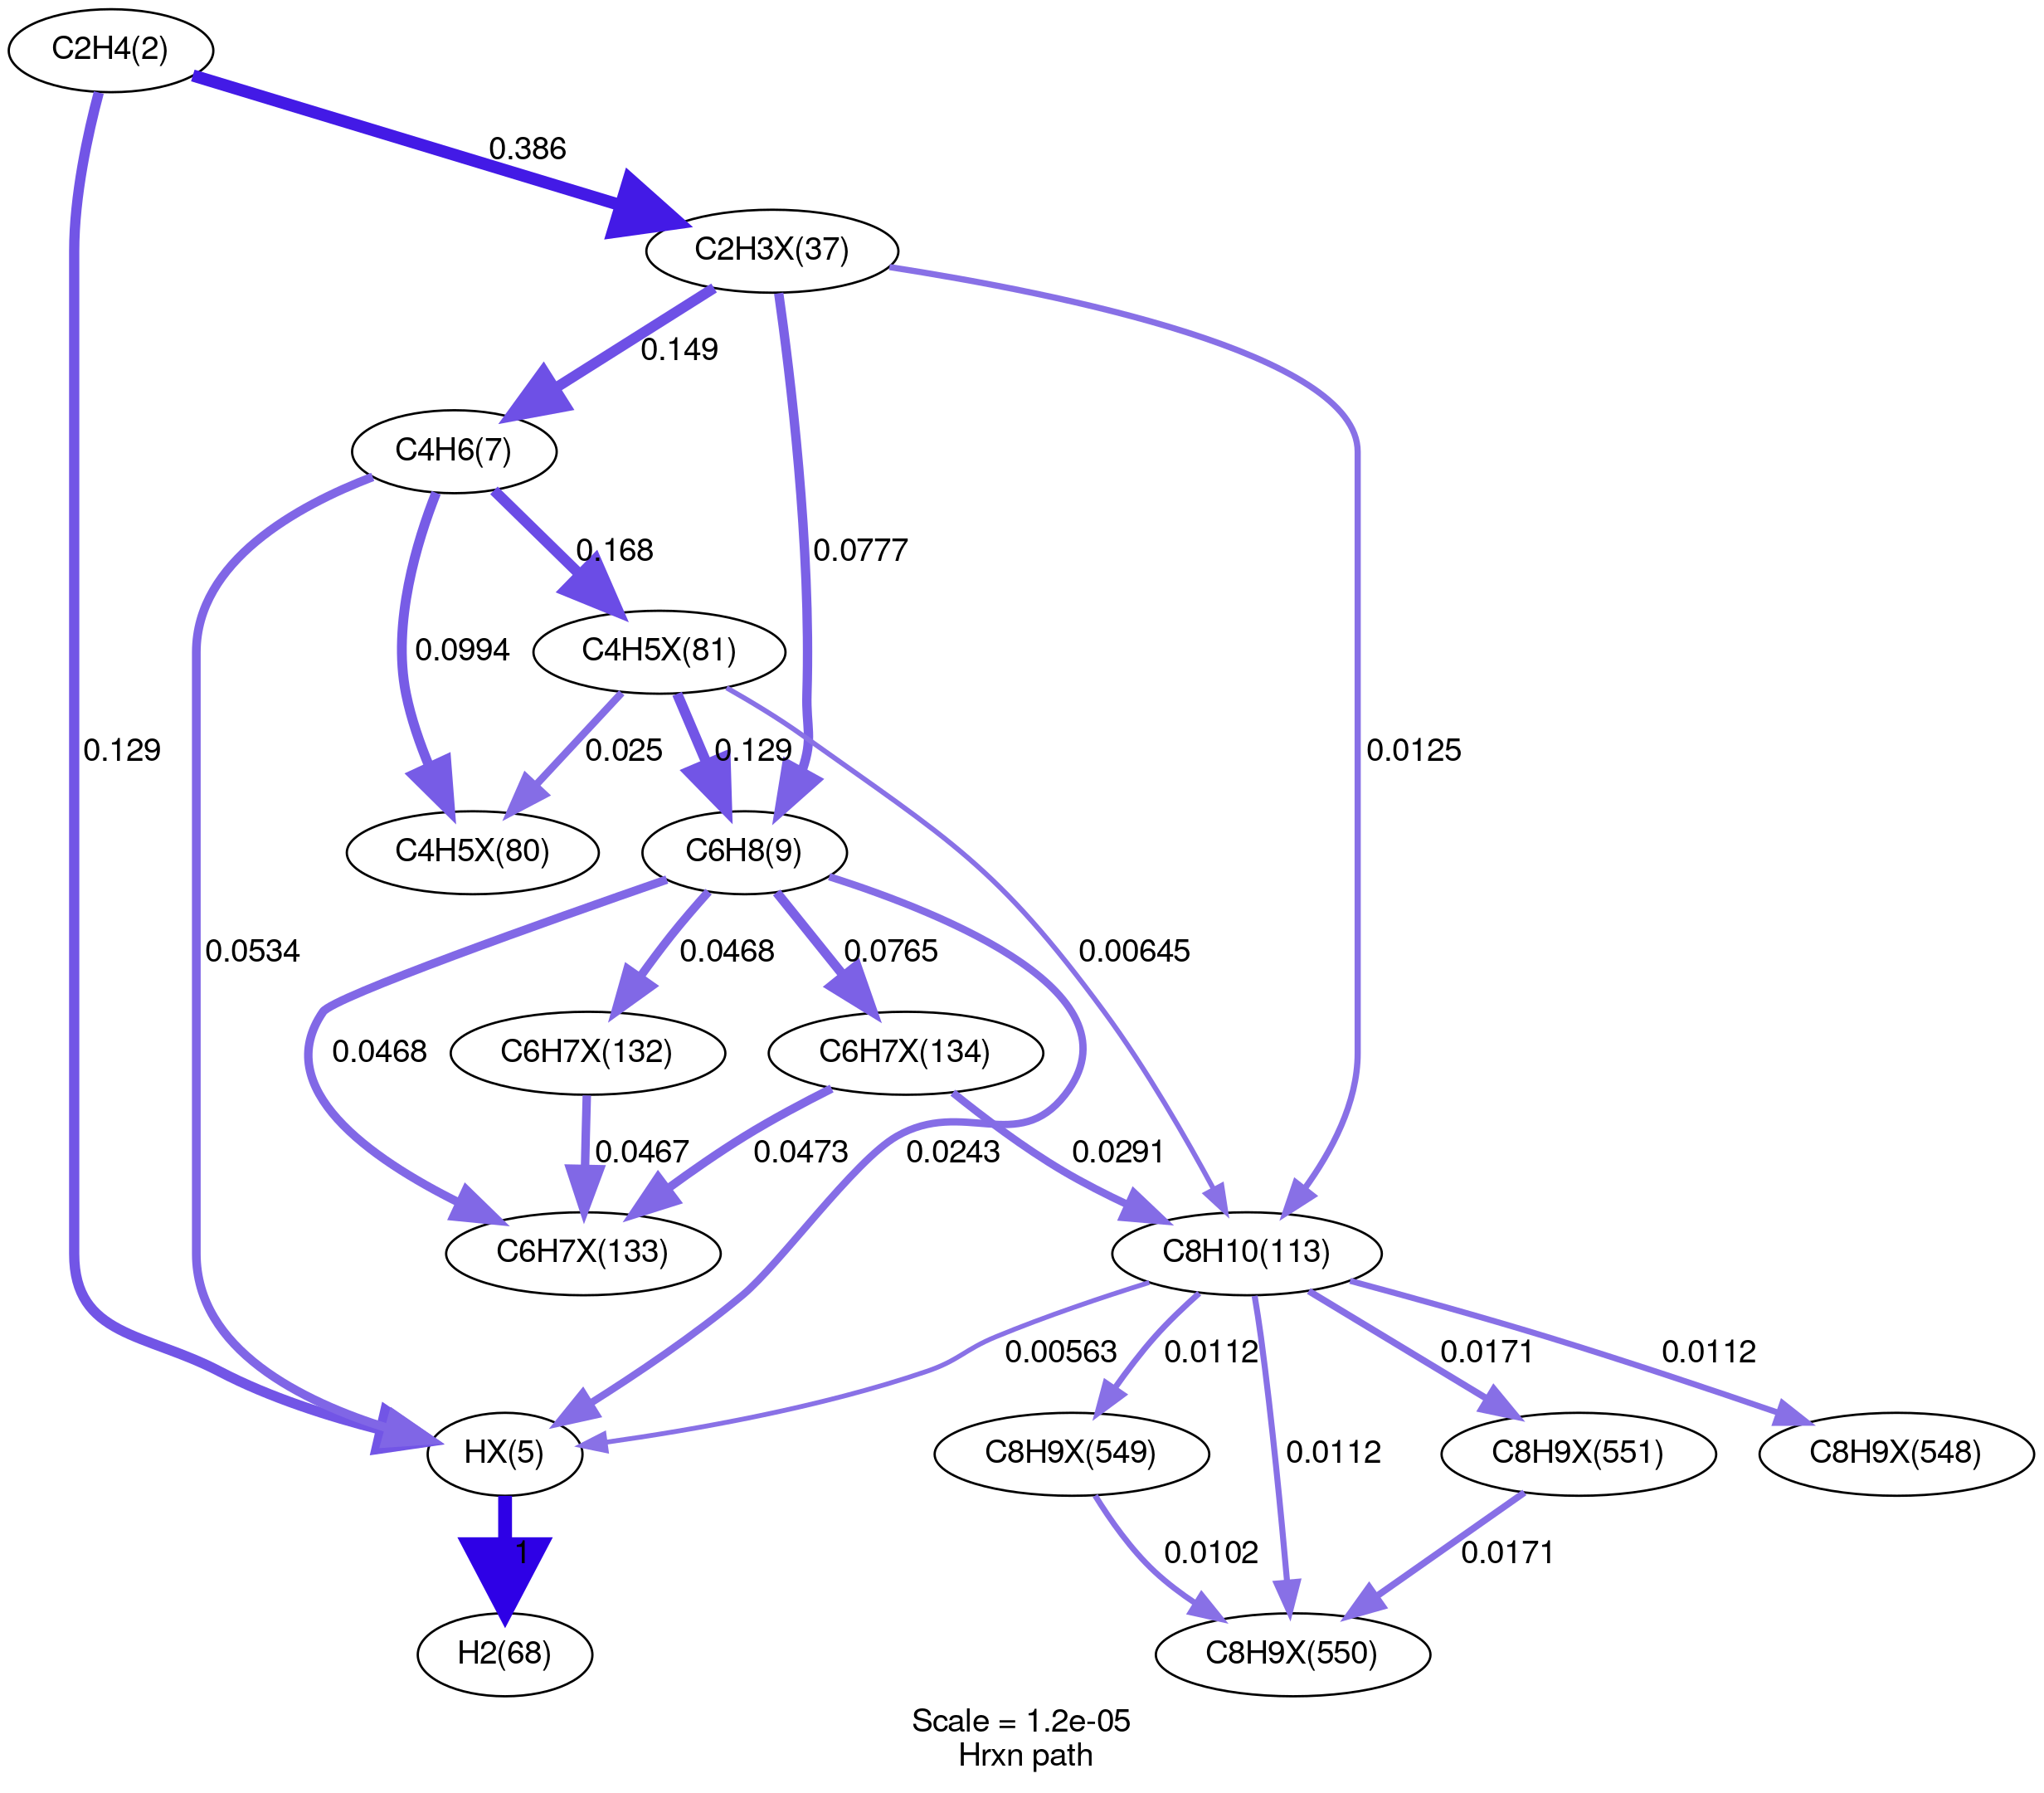 C2H4(2)
0.386
C2H3X(37)
0.149
C4H6(7)
0.168
0.0777
C4H5X(81)
0.0994
0.129
0.025
0.129
0.0125
C4H5X(80)
C6H8(9)
0.0534
0.0468
0.0765
0.00645
0.0468
C6H7X(132)
C6H7X(134)
0.0467
0.0473
0.0243
0.0291
C6H7X(133)
C8H10(113)
0.00563
0.0112
0.0171
0.0112
HX(5)
C8H9X(549)
0.0112
C8H9X(551)
C8H9X(548)
1
0.0102
0.0171
H2(68)
C8H9X(550)
Scale = 1.2e-05
Hrxn path